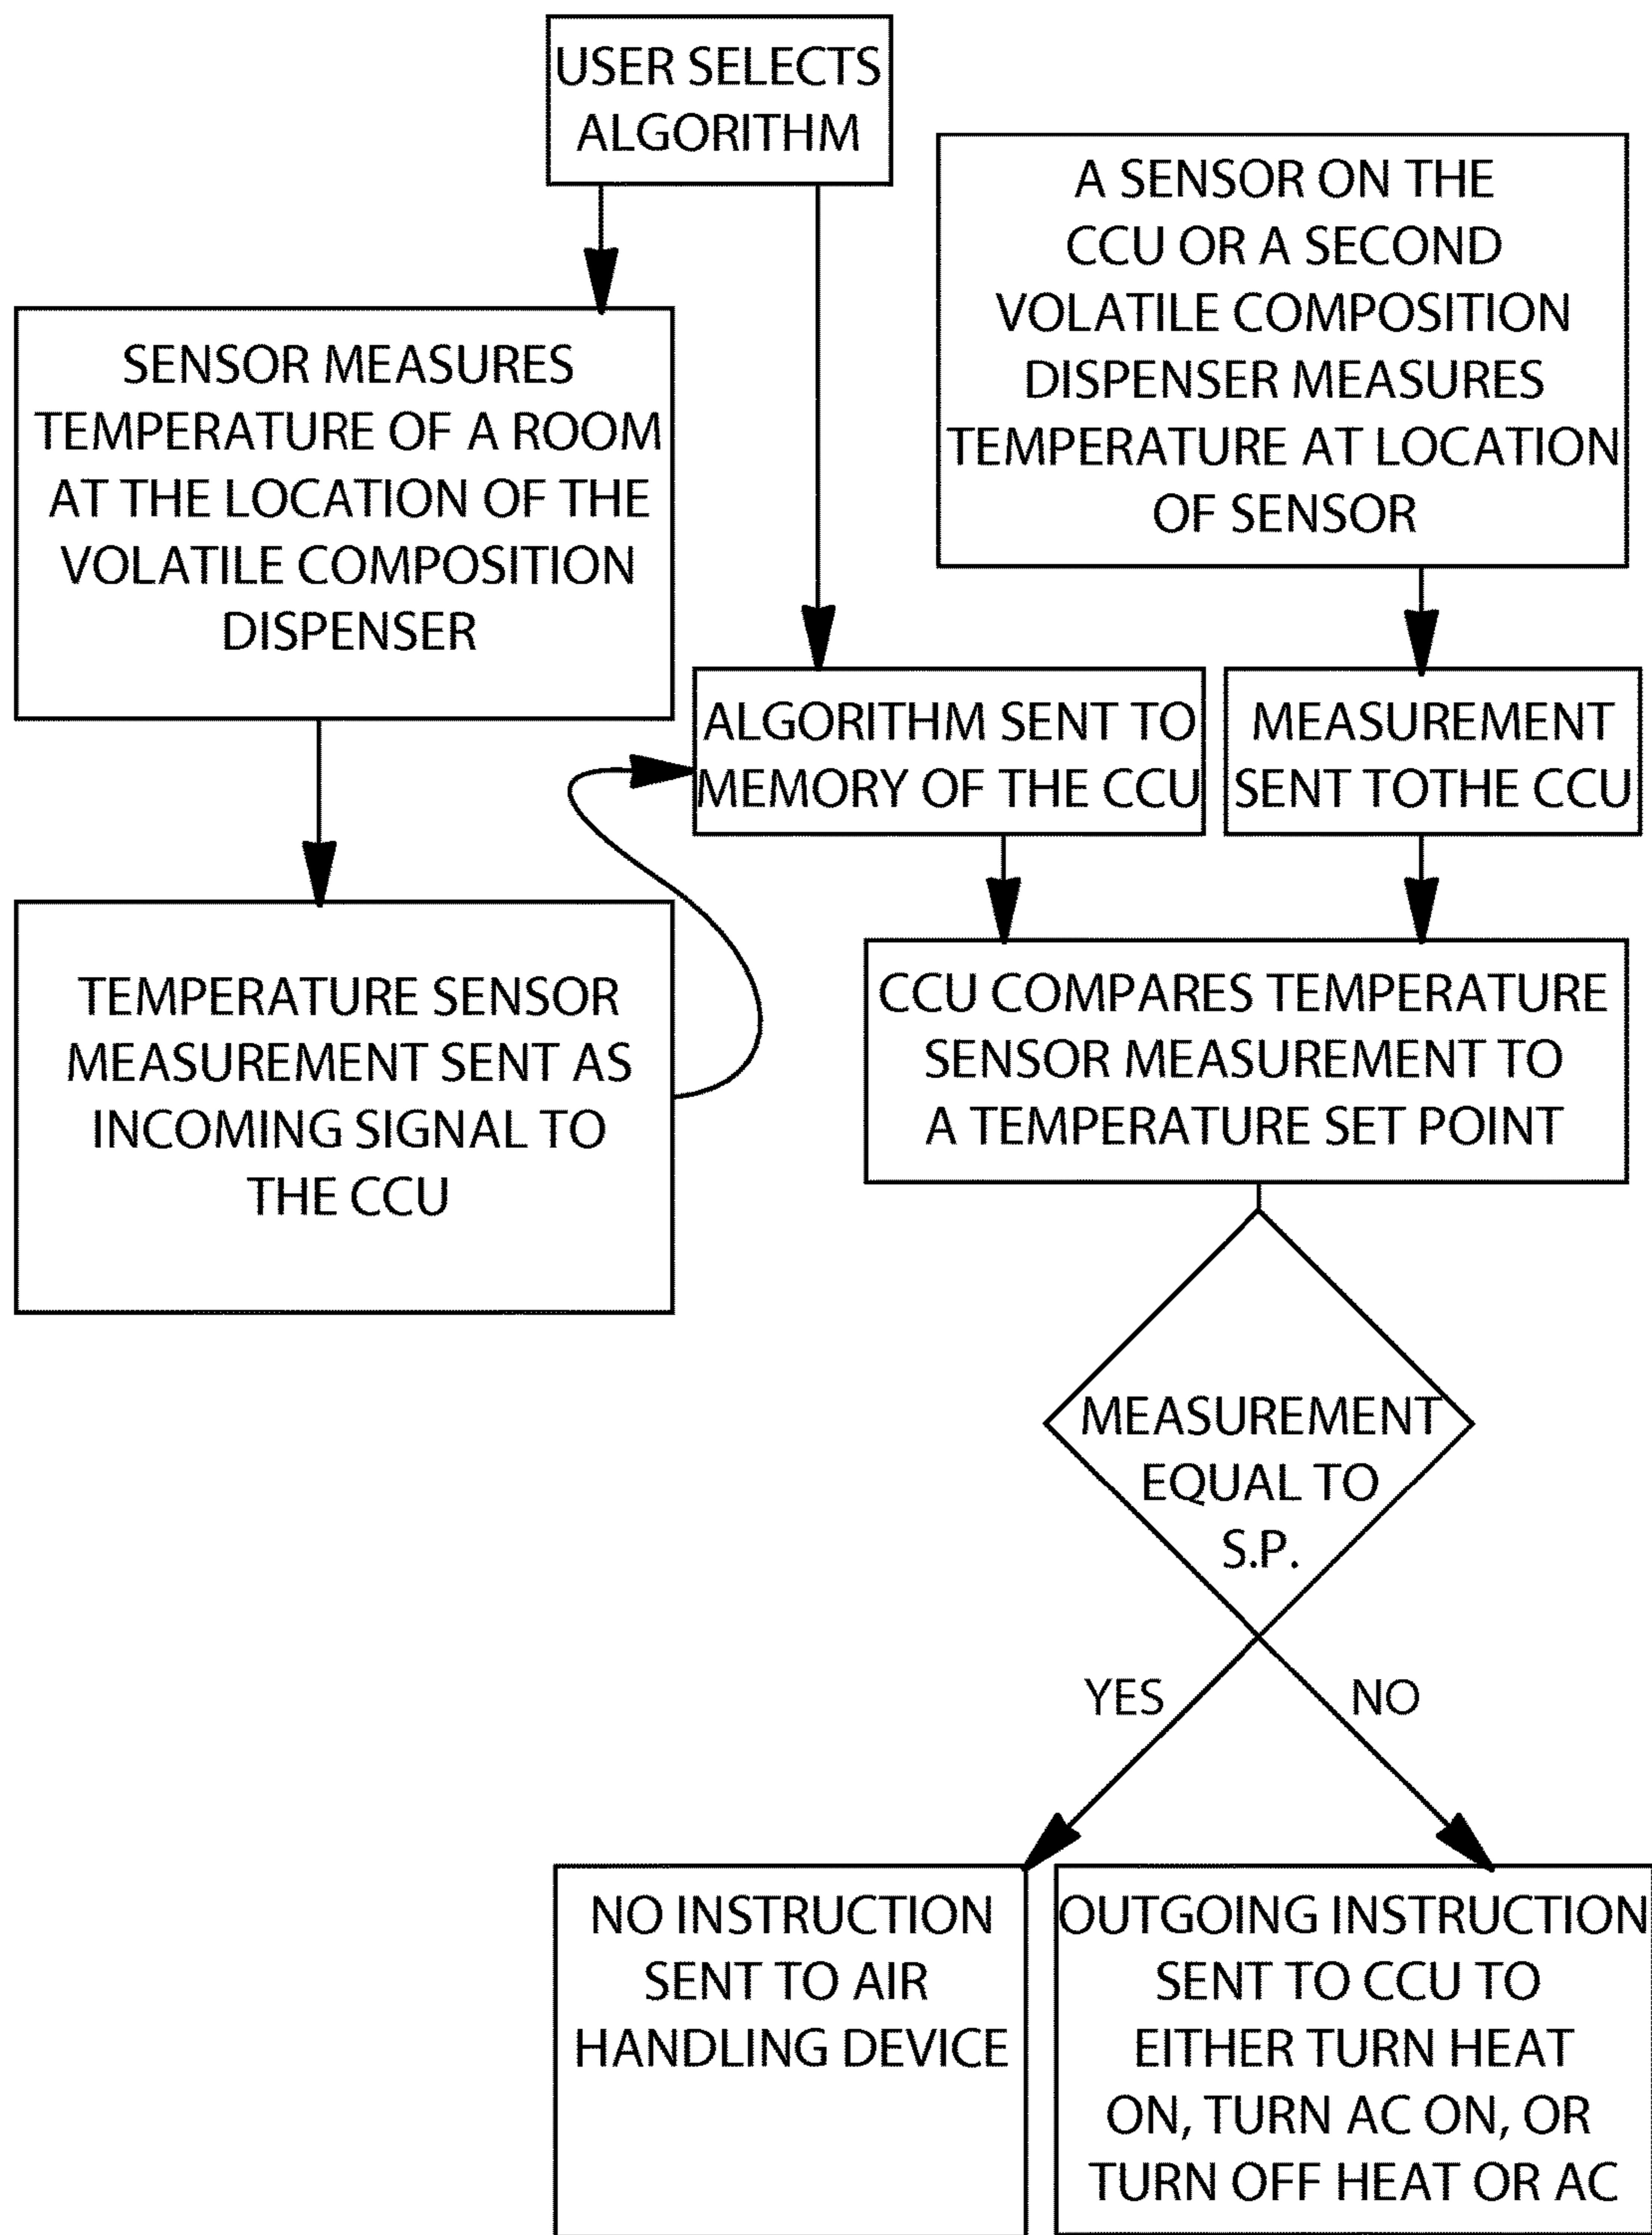 USER SELECTS
ALGORITHM
A SENSOR ON THE
CCU OR A SECOND
VOLATILE COMPOSITION
DISPENSER MEASURES
TEMPERATURE AT LOCATION
OF SENSOR
SENSOR MEASURES
TEMPERATURE OF A ROOM
AT THE LOCATION OF THE
VOLATILE COMPOSITION
DISPENSER
ALGORITHM SENT TO
MEMORY OF THE CCU
MEASUREMENT
SENT TOTHE CCU
TEMPERATURE SENSOR
MEASUREMENT SENT AS
INCOMING SIGNAL TO
THE CCU
CCU COMPARES TEMPERATURE
SENSOR MEASUREMENT TO
A TEMPERATURE SET POINT
MEASUREMENT
EQUAL TO
S.P.
YES
NO
NO INSTRUCTION
SENT TO AIR
HANDLING DEVICE
OUTGOING INSTRUCTION
SENT TO CCU TO
EITHER TURN HEAT
ON, TURN AC ON, OR
TURN OFF HEAT OR AC